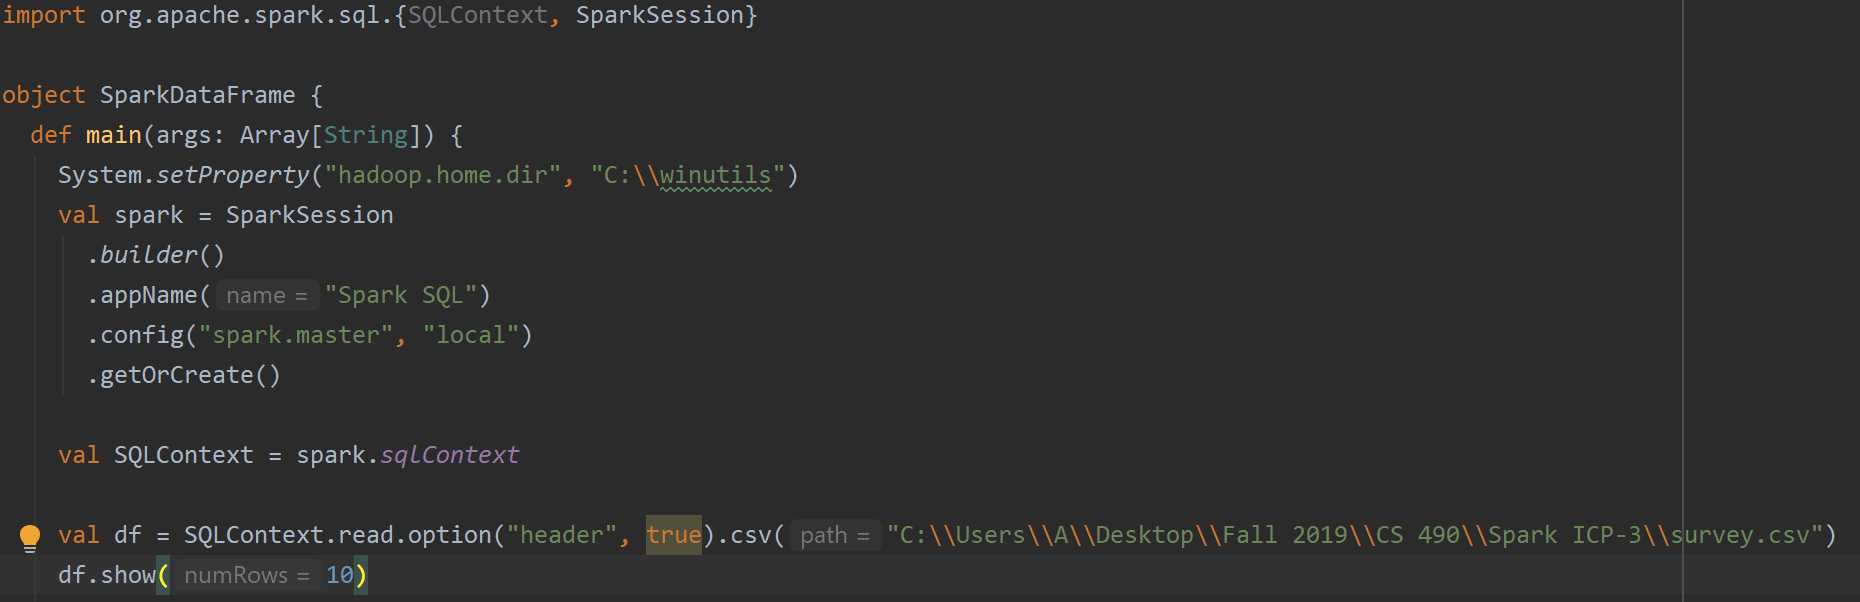 import org.apache.spark.sql.{SQLContext, SparkSession}
object SparkDataFrame {
def main(args: Array[String]) {
System.setProperty("hadoop.home.dir", "C:\\winutils")
val spark = SparkSession
.builder()
.appName( name = "Spark SQL")
.config("spark.master", "local")
.getOrCreate()
val SQLContext = spark.sqlContext
val df = SQLContext.read.option("header", true).csv( path = "C:\\Users\\A\\Desktop\\Fall 2019\\CS 490\\Spark ICP-3\\survey.csv")
df.show( numRows = 10)